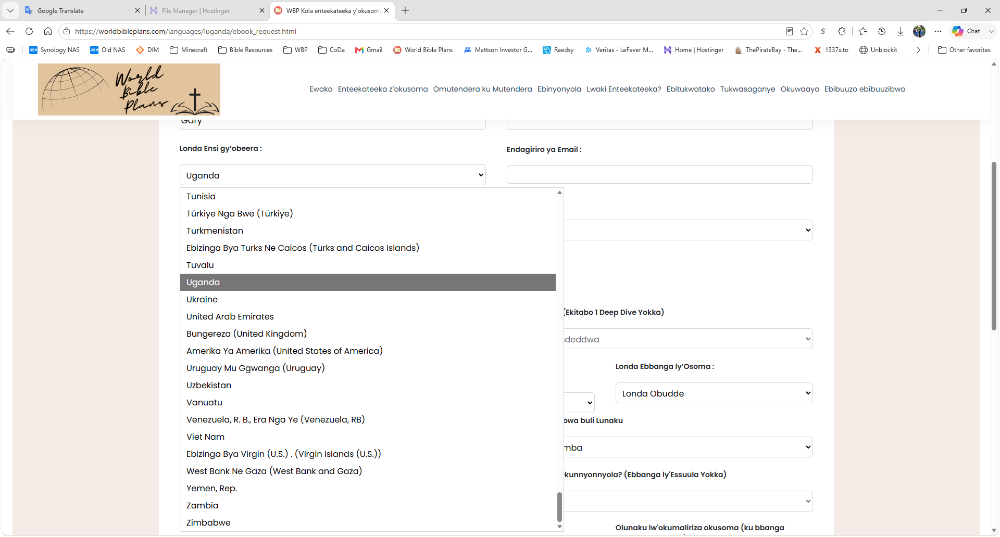 Google Translate
File Manager | Hostinger
WBP Kola enteekateeka y'okusoma
https://worldbibleplans.com/languages/luganda/ebook_request.html
Chat
Synology NAS
Old NAS
DIM
Minecraft
Bible Resources
WBP
CoDa
Gmail
World Bible Plans
Mattson Investor G...
Reedsy
Veritas - LeFever M...
Home | Hostinger
ThePirateBay - The...
1337x.to
Unblockit
Other favorites
World
Bible
Plans
Ewaka
Enteekateeka z’okusoma
Omutendera ku Mutendera
Ebinyonyola
Lwaki Enteekateeka?
Ebitukwatako
Tukwasaganye
Okuwaayo
Ebibuuzo ebibuuzibwa
Gary
Londa Ensi gy’obeera :
Endagiriro ya Email :
Uganda
Tunisia
Türkiye Nga Bwe (Türkiye)
Turkmenistan
Ebizinga Bya Turks Ne Caicos (Turks and Caicos Islands)
Tuvalu
Uganda
Ukraine
United Arab Emirates
Bungereza (United Kingdom)
Amerika Ya Amerika (United States of America)
Uruguay Mu Ggwanga (Uruguay)
Uzbekistan
Vanuatu
Venezuela, R. B., Era Nga Ye (Venezuela, RB)
Viet Nam
Ebizinga Bya Virgin (U.S.) . (Virgin Islands (U.S.))
West Bank Ne Gaza (West Bank and Gaza)
Yemen, Rep.
Zambia
Zimbabwe
(Ekitabo 1 Deep Dive Yokka)
deddwa
Londa Ebbanga ly’Osoma :
Londa Obudde
bwa buli Lunaku
mba
kunnyonnyola? (Ebbanga ly'Essuula Yokka)
Olunaku lw'okumaliriza okusoma (ku bbanga